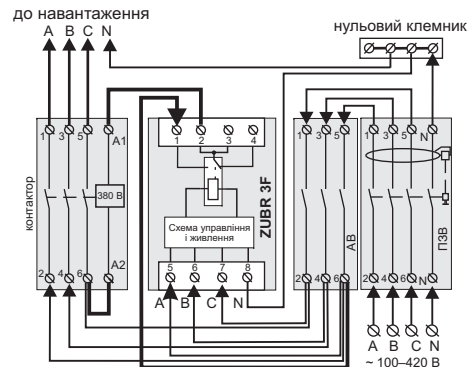 до навантаження
A B C N
нульовий клемник
1 3 5 A1
1 2 3 4
1 3 5
1 3 5 N
контактор
380 В
ZUBR 3F
Схема управління
і живлення
АВ
ПЗВ
A2
5 6 7 8
2 4 6
2 4 6
2 4 6 N
A B C N
A B C N
~ 100–420 В